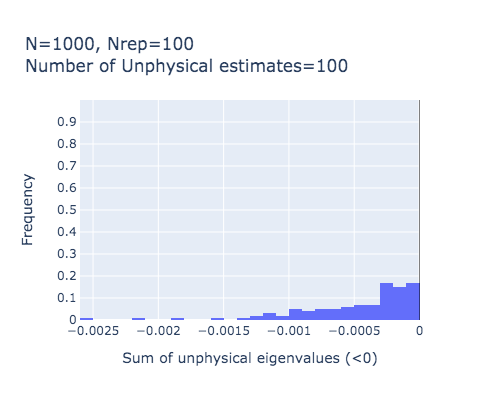 N=1000, Nrep=100
Number of Unphysical estimates=100
0.9
0.8
0.7
0.6
0.5
0.4
0.3
0.2
0.1
0
Frequency
−0.0025 −0.002 −0.0015 −0.001 −0.0005 0
Sum of unphysical eigenvalues (<0)